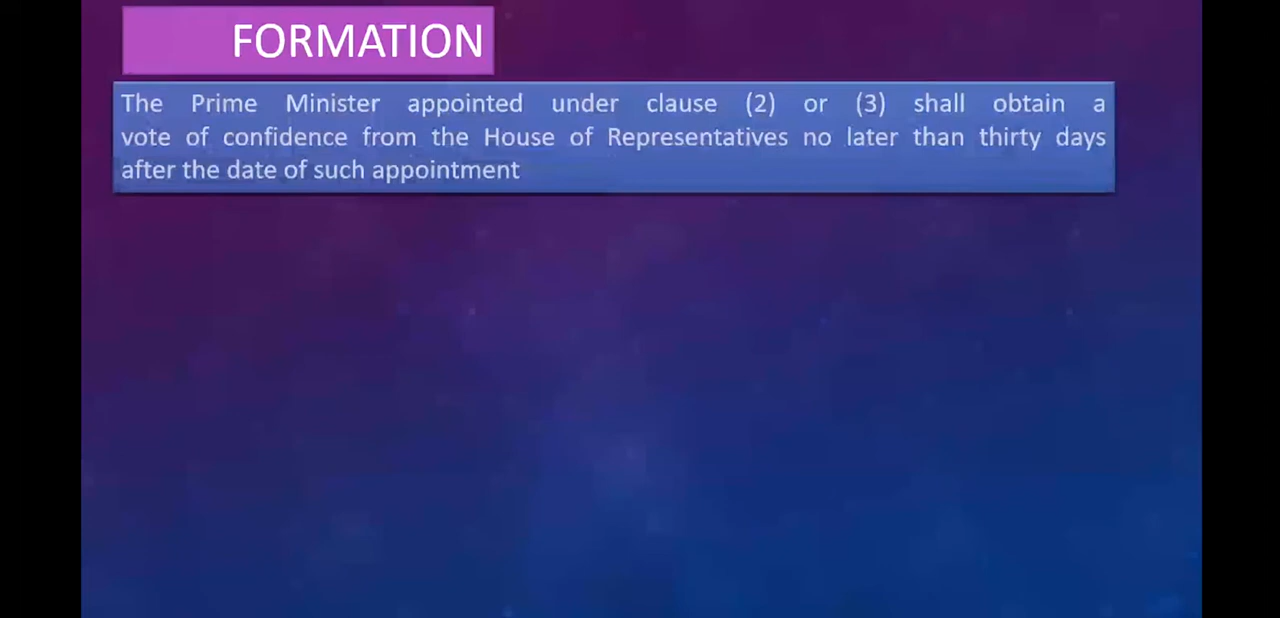 FORMATION
The Prime Minister appointed under clause (2) or (3) shall obtain a
vote of confidence from the House of Representatives no later than thirty days
after the date of such appointment